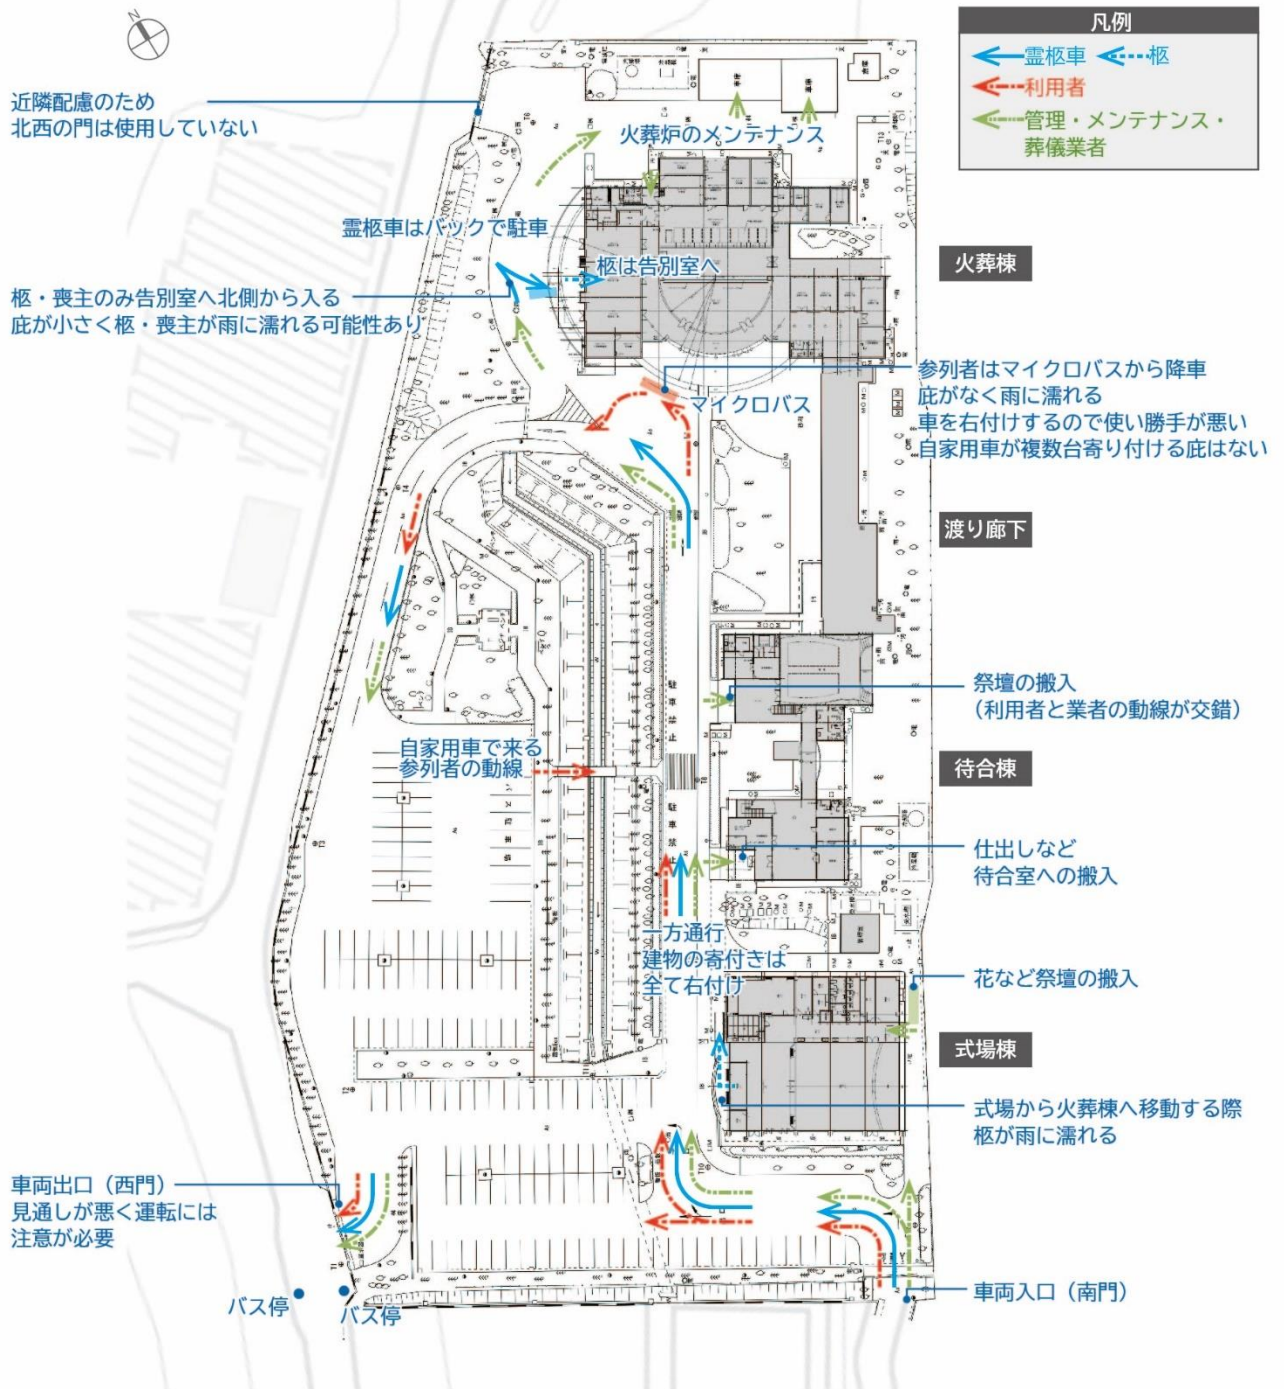 N
凡例
霊柩車
柩
利用者
管理・メンテナンス・
葬儀業者
近隣配慮のため
北西の門は使用していない
火葬炉のメンテナンス
霊柩車はバックで駐車
柩は告別室へ
火葬棟
柩・喪主のみ告別室へ北側から入る
庇が小さく柩・喪主が雨に濡れる可能性あり
参列者はマイクロバスから降車
庇がなく雨に濡れる
車を右付けするので使い勝手が悪い
自家用車が複数台寄り付ける庇はない
マイクロバス
渡り廊下
祭壇の搬入
（利用者と業者の動線が交錯）
駐車禁止
自家用車で来る
参列者の動線
待合棟
駐車禁止
仕出しなど
待合室への搬入
一方通行
建物の寄付きは
全て右付け
花など祭壇の搬入
式場棟
式場から火葬棟へ移動する際
柩が雨に濡れる
車両出口（西門）
見通しが悪く運転には
注意が必要
車両入口（南門）
バス停
バス停